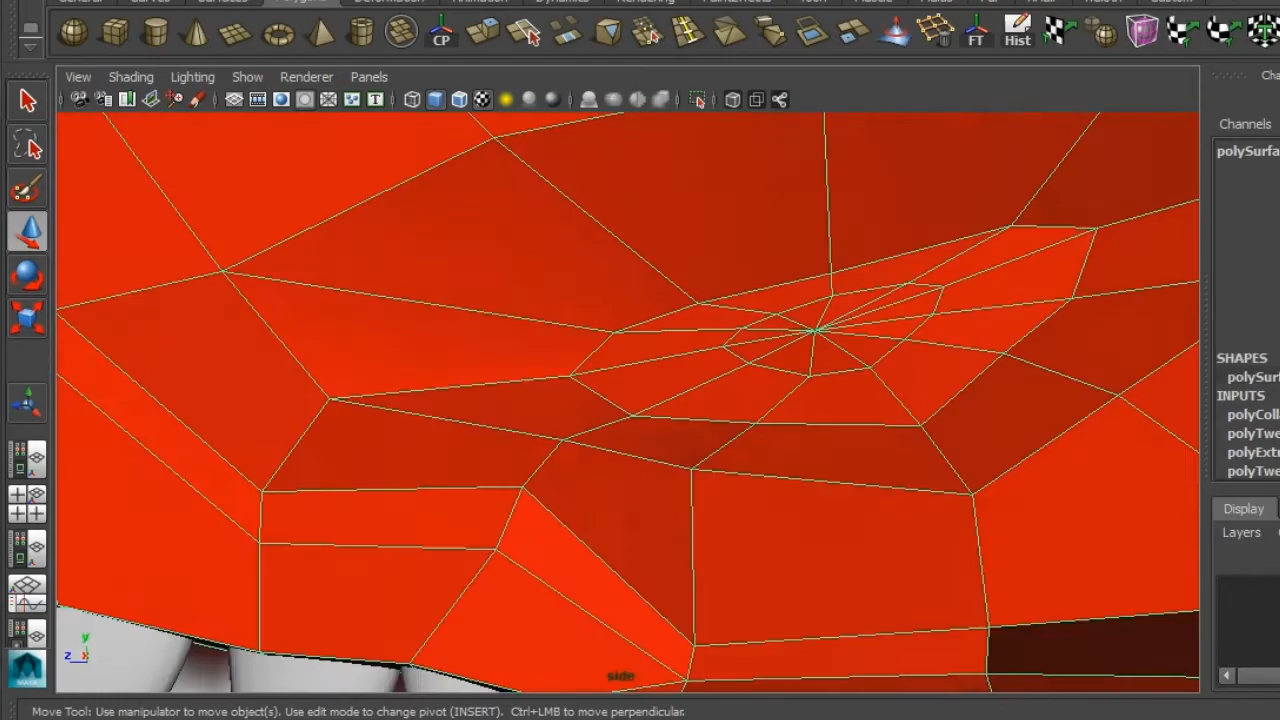 CP
FT
Hist
View Shading Lighting Show Renderer Panels
T
Channels
polySurfa
SHAPES
polySurf
INPUTS
polyColl
polyTwe
polyExt
polyTwe
Display
Layers
y
z x
side
Move Tool: Use manipulator to move object(s). Use edit mode to change pivot (INSERT). Ctrl+LMB to move perpendicular.